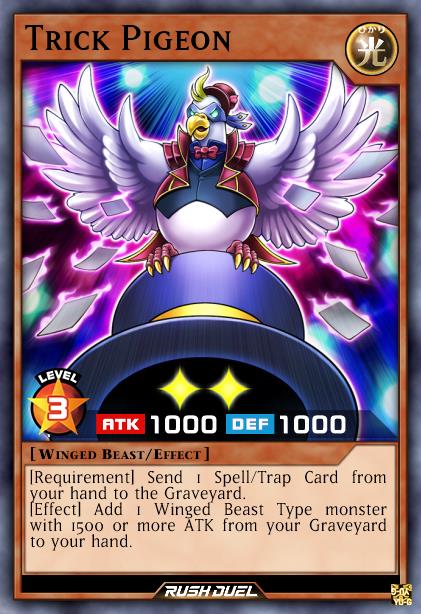 TRICK PIGEON
ひかり
光
LEVEL
3
ATK 1000 DEF 1000
[WINGED BEAST/EFFECT]
[Requirement] Send 1 Spell/Trap Card from
your hand to the Graveyard.
[Effect] Add 1 Winged Beast Type monster
with 1500 or more ATK from your Graveyard
to your hand.
RUSH DUEL